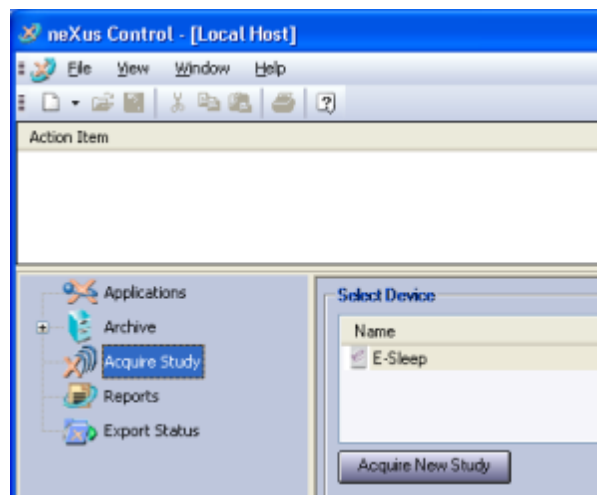 neXus Control - [Local Host]
File View Window Help
Action Item
Applications
Archive
Acquire Study
Reports
Export Status
Select Device
Name
E-Sleep
Acquire New Study